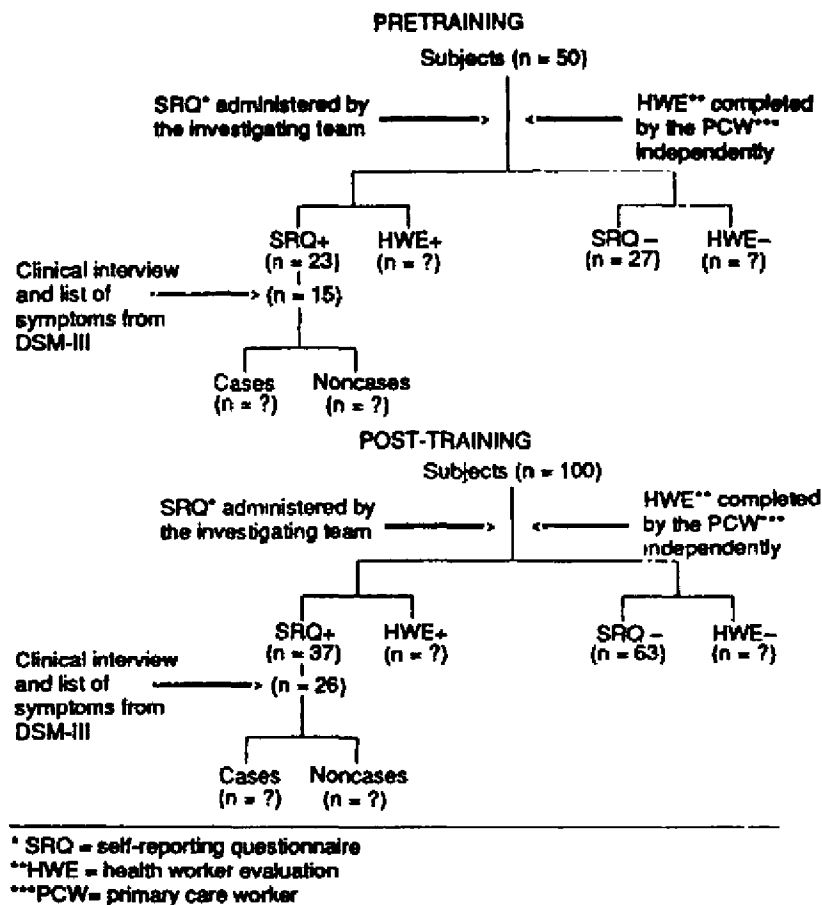 PRETRAINING
Subjects (n = 50)
SRQ* administered by
the investigating team
HWE** completed
by the PCW***
independently
SRQ+
(n = 23)
HWE+
(n = ?)
SRQ−
(n = 27)
HWE−
(n = ?)
Clinical interview
and list of
symptoms from
DSM-III
(n = 15)
Cases
(n = ?)
Noncases
(n = ?)
POST-TRAINING
Subjects (n = 100)
SRQ* administered by
the investigating team
HWE** completed
by the PCW***
independently
SRQ+
(n = 37)
HWE+
(n = ?)
SRQ−
(n = 63)
HWE−
(n = ?)
Clinical interview
and list of
symptoms from
DSM-III
(n = 26)
Cases
(n = ?)
Noncases
(n = ?)
* SRQ = self-reporting questionnaire
**HWE = health worker evaluation
***PCW= primary care worker